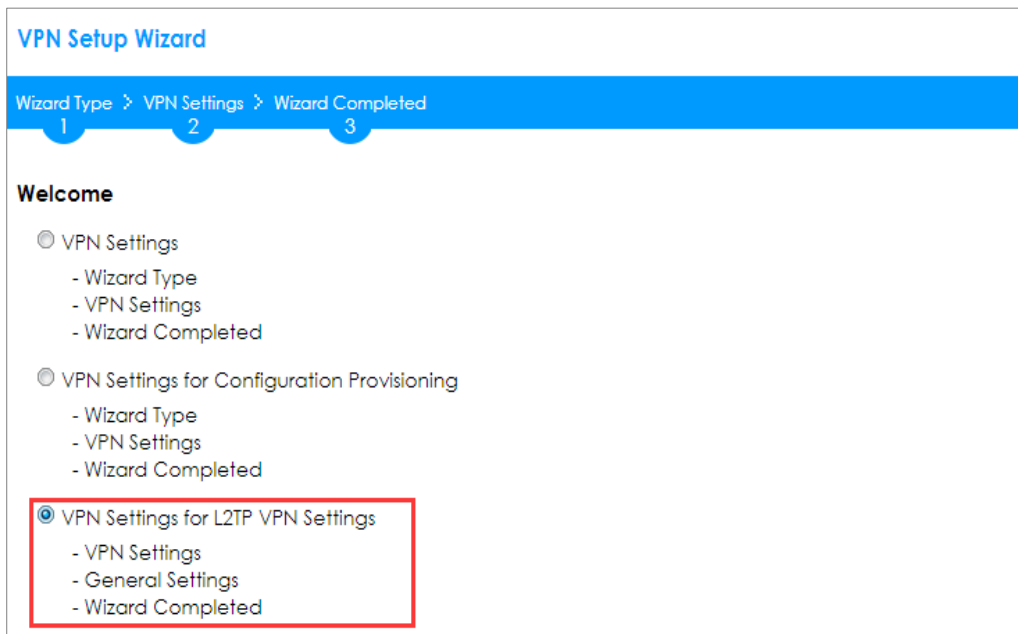 VPN Setup Wizard
Wizard Type > VPN Settings > Wizard Completed
1 2 3
Welcome
VPN Settings
- Wizard Type
- VPN Settings
- Wizard Completed
VPN Settings for Configuration Provisioning
- Wizard Type
- VPN Settings
- Wizard Completed
VPN Settings for L2TP VPN Settings
- VPN Settings
- General Settings
- Wizard Completed